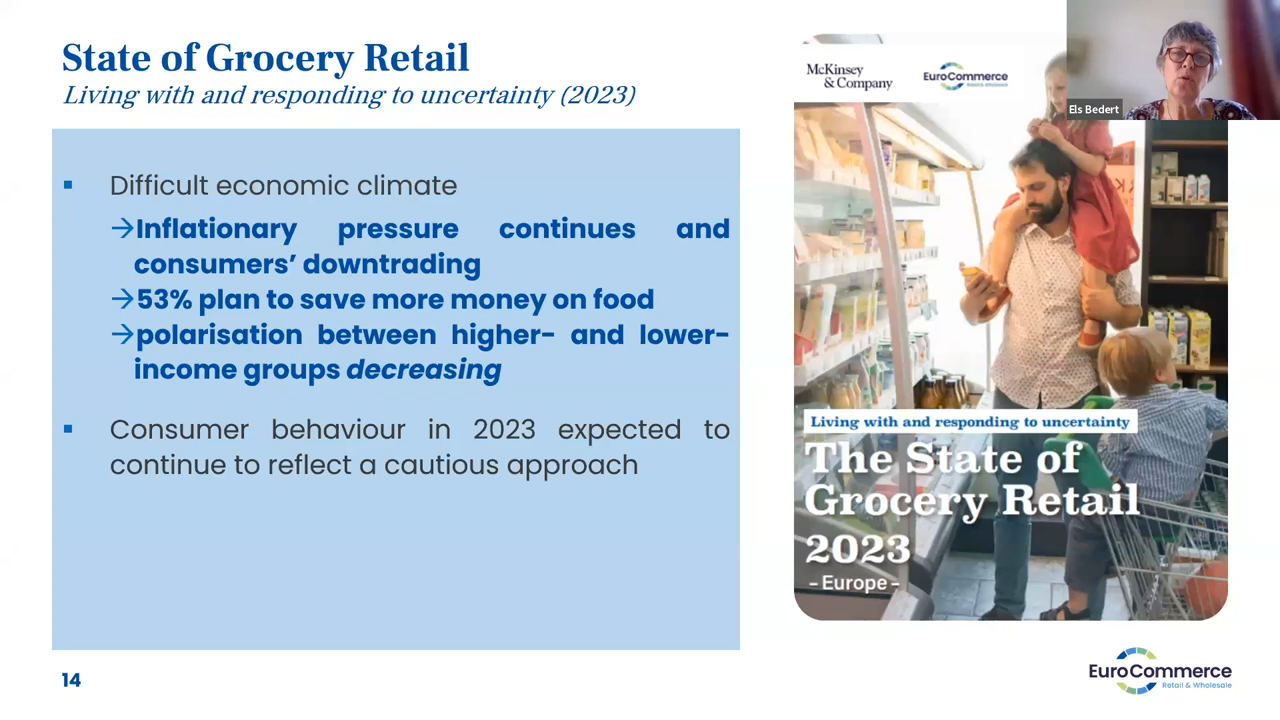 State of Grocery Retail
Living with and responding to uncertainty (2023)
▪ Difficult economic climate
→Inflationary pressure continues and
consumers’ downtrading
→53% plan to save more money on food
→polarisation between higher- and lower-
income groups decreasing
▪ Consumer behaviour in 2023 expected to
continue to reflect a cautious approach
14
McKinsey
& Company
EuroCommerce
Retail & Wholesale
Els Bedert
Living with and responding to uncertainty
The State of
Grocery Retail
2023
– Europe –
EuroCommerce
Retail & Wholesale